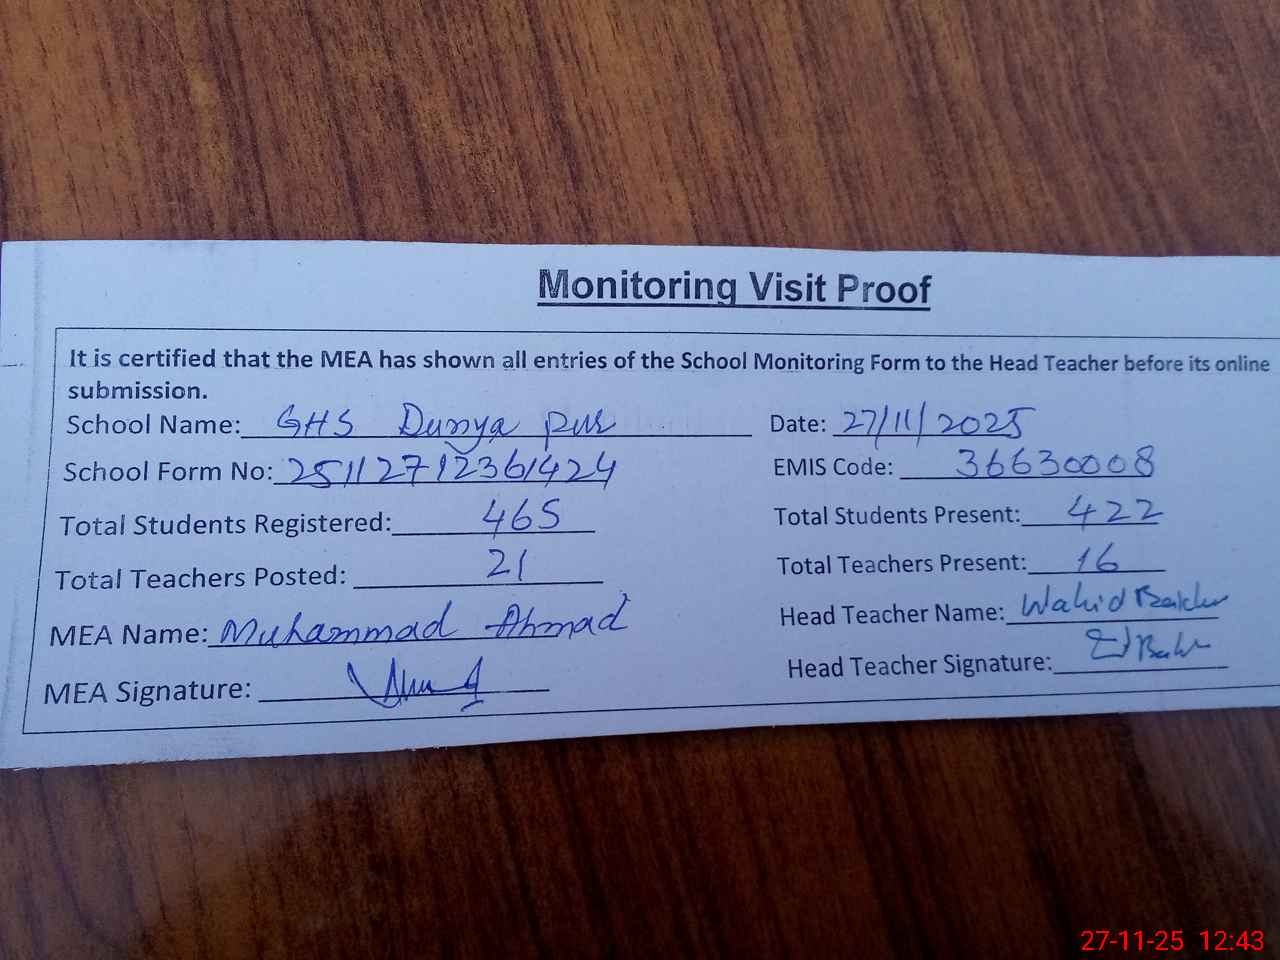 Monitoring Visit Proof
It is certified that the MEA has shown all entries of the School Monitoring Form to the Head Teacher before its online
submission.
School Name: GHS Dunya pur Date: 27/11/2025
School Form No: 25112712361424 EMIS Code: 36630008
Total Students Registered: 465 Total Students Present: 422
Total Teachers Posted: 21 Total Teachers Present: 16
MEA Name: Muhammad Ahmad Head Teacher Name: Wahid Bakhsh
MEA Signature: Head Teacher Signature:
27-11-25 12:43